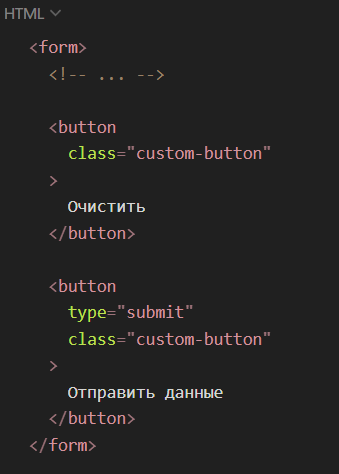 HTML
<form>
<!-- ... -->
<button
class="custom-button"
>
Очистить
</button>
<button
type="submit"
class="custom-button"
>
Отправить данные
</button>
</form>